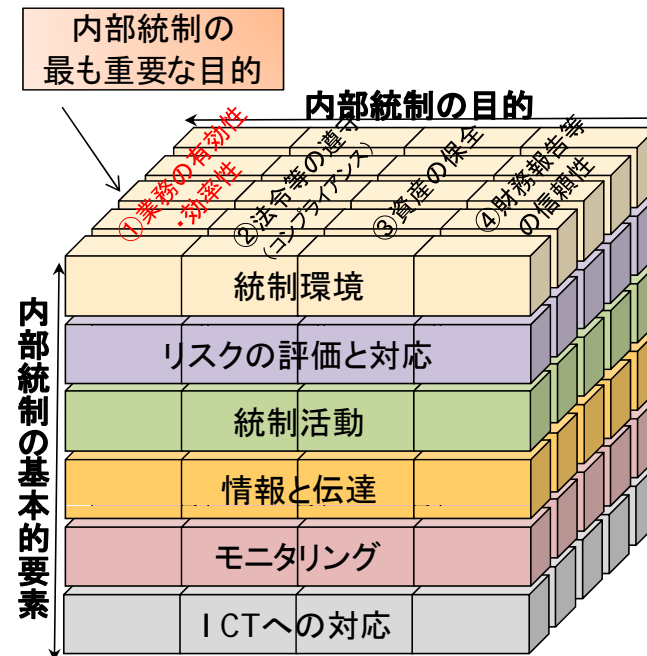 内部統制の
最も重要な目的
内部統制の目的
①業務の有効性
・効率性
②法令等の遵守
(コンプライアンス)
③資産の保全
④財務報告等
の信頼性
内部統制の基本的要素
統制環境
リスクの評価と対応
統制活動
情報と伝達
モニタリング
ICTへの対応